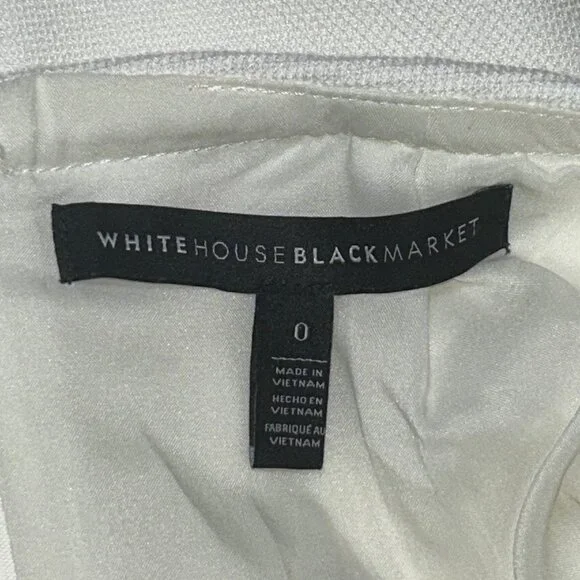 WHITEHOUSEBLACKMARKET
0
MADE IN
VIETNAM
HECHO EN
VIETNAM
FABRIQUÉ AU
VIETNAM